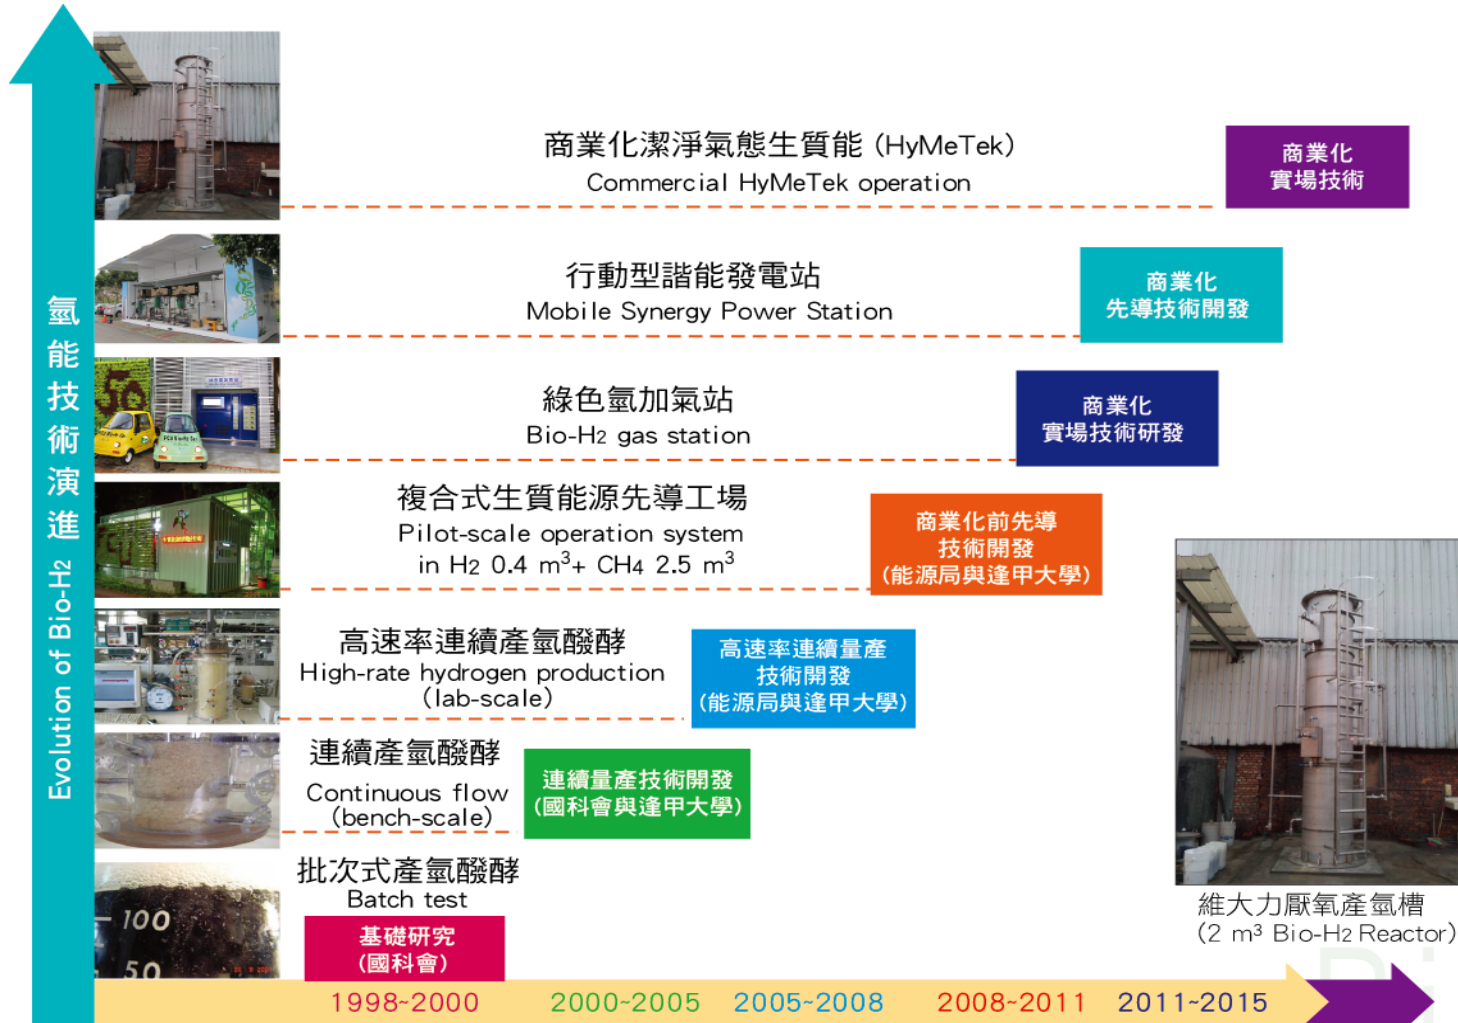 商業化潔淨氣態生質能 (HyMeTek)
Commercial HyMeTek operation
商業化
實場技術
行動型諧能發電站
Mobile Synergy Power Station
商業化
先導技術開發
綠色氫加氣站
Bio-H2 gas station
商業化
實場技術研發
複合式生質能源先導工場
Pilot-scale operation system
in H2 0.4 m³+ CH4 2.5 m³
商業化前先導
技術開發
(能源局與逢甲大學)
高速率連續產氫醱酵
High-rate hydrogen production
(lab-scale)
高速率連續量產
技術開發
(能源局與逢甲大學)
連續產氫醱酵
Continuous flow
(bench-scale)
連續量產技術開發
(國科會與逢甲大學)
批次式產氫醱酵
Batch test
基礎研究
(國科會)
100
50
氫能技術演進 Evolution of Bio-H2
維大力厭氧產氫槽
(2 m³ Bio-H2 Reactor)
1998~2000
2000~2005
2005~2008
2008~2011
2011~2015